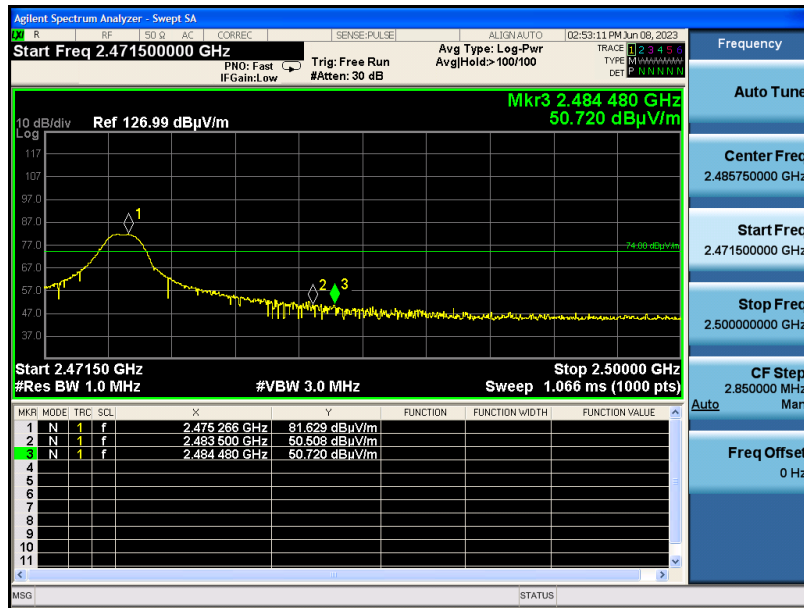 Agilent Spectrum Analyzer - Swept SA
LXI R RF 50 Ω AC CORREC SENSE:PULSE ALIGN AUTO 02:53:11 PM Jun 08, 2023
Start Freq 2.471500000 GHz
PNO: Fast
IFGain:Low
Trig: Free Run
#Atten: 30 dB
Avg Type: Log-Pwr
Avg|Hold:>100/100
TRACE 1 2 3 4 5 6
TYPE M WWWWW
DET P N N N N N
Mkr3 2.484 480 GHz
50.720 dBµV/m
10 dB/div Ref 126.99 dBµV/m
Log
117
107
97.0
87.0
77.0
67.0
57.0
47.0
37.0
1
2
3
74.00 dBµV/m
Start 2.47150 GHz Stop 2.50000 GHz
#Res BW 1.0 MHz #VBW 3.0 MHz Sweep 1.066 ms (1000 pts)
MKR MODE TRC SCL X Y FUNCTION FUNCTION WIDTH FUNCTION VALUE
1 N 1 f 2.475 266 GHz 81.629 dBµV/m
2 N 1 f 2.483 500 GHz 50.508 dBµV/m
3 N 1 f 2.484 480 GHz 50.720 dBµV/m
4
5
6
7
8
9
10
11
MSG STATUS
Frequency
Auto Tune
Center Freq
2.485750000 GHz
Start Freq
2.471500000 GHz
Stop Freq
2.500000000 GHz
CF Step
2.850000 MHz
Auto Man
Freq Offset
0 Hz